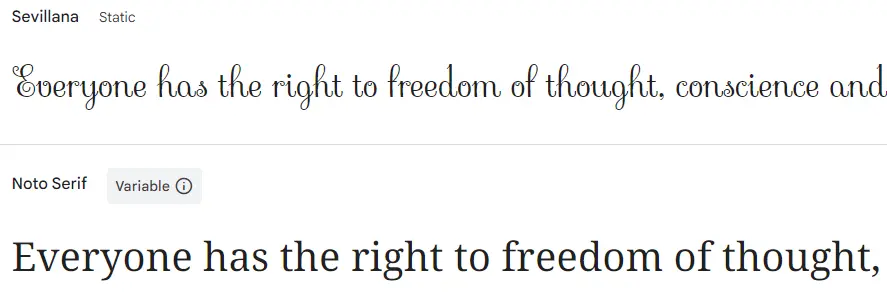 Sevillana Static
Everyone has the right to freedom of thought, conscience and
Noto Serif Variable
Everyone has the right to freedom of thought,